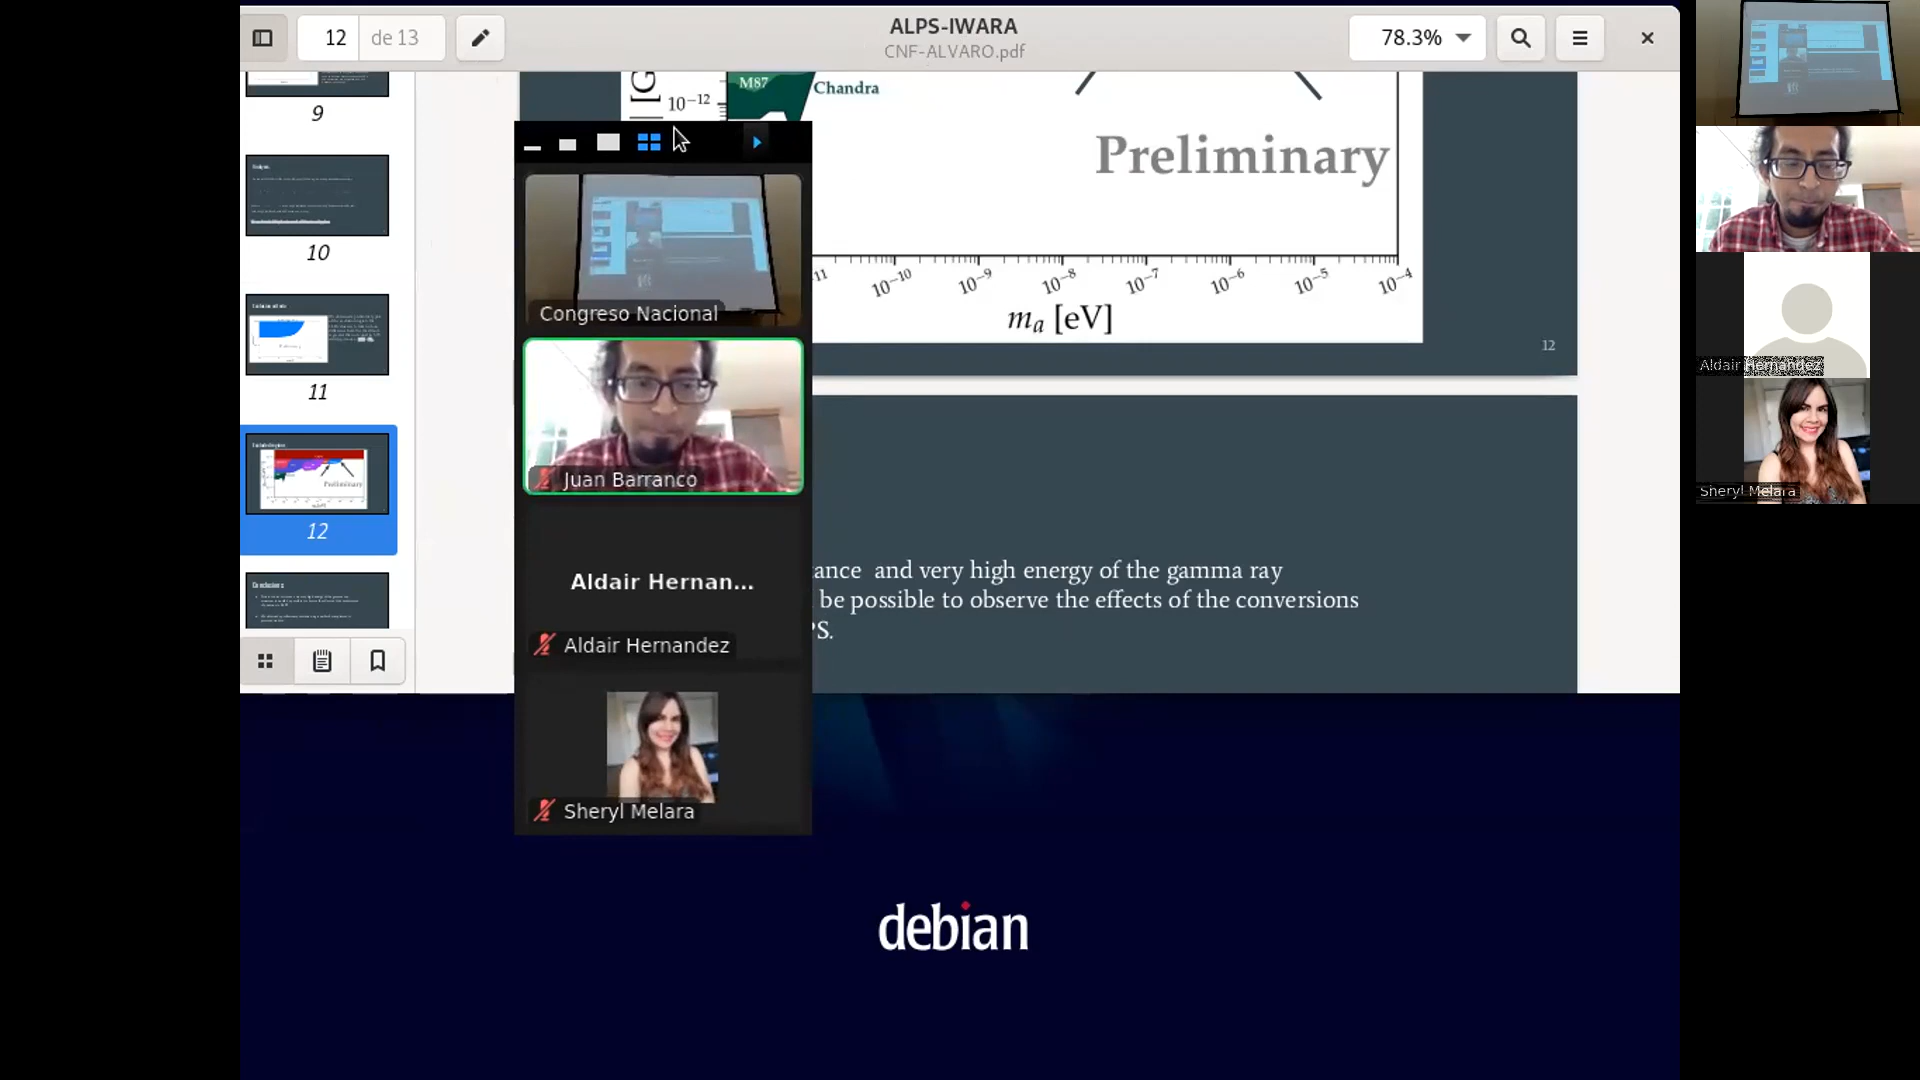 12 de 13
ALPS-IWARA
CNF-ALVARO.pdf
78.3%
9
10
11
12
Preliminary
Conclusions
M87
Chandra
10⁻¹²
Preliminary
10⁻¹⁰ 10⁻⁹ 10⁻⁸ 10⁻⁷ 10⁻⁶ 10⁻⁵ 10⁻⁴
mₐ [eV]
12
and very high energy of the gamma ray
be possible to observe the effects of the conversions
Congreso Nacional
Juan Barranco
Aldair Hernan...
Aldair Hernandez
Sheryl Melara
debian
Aldair Hernandez
Sheryl Melara